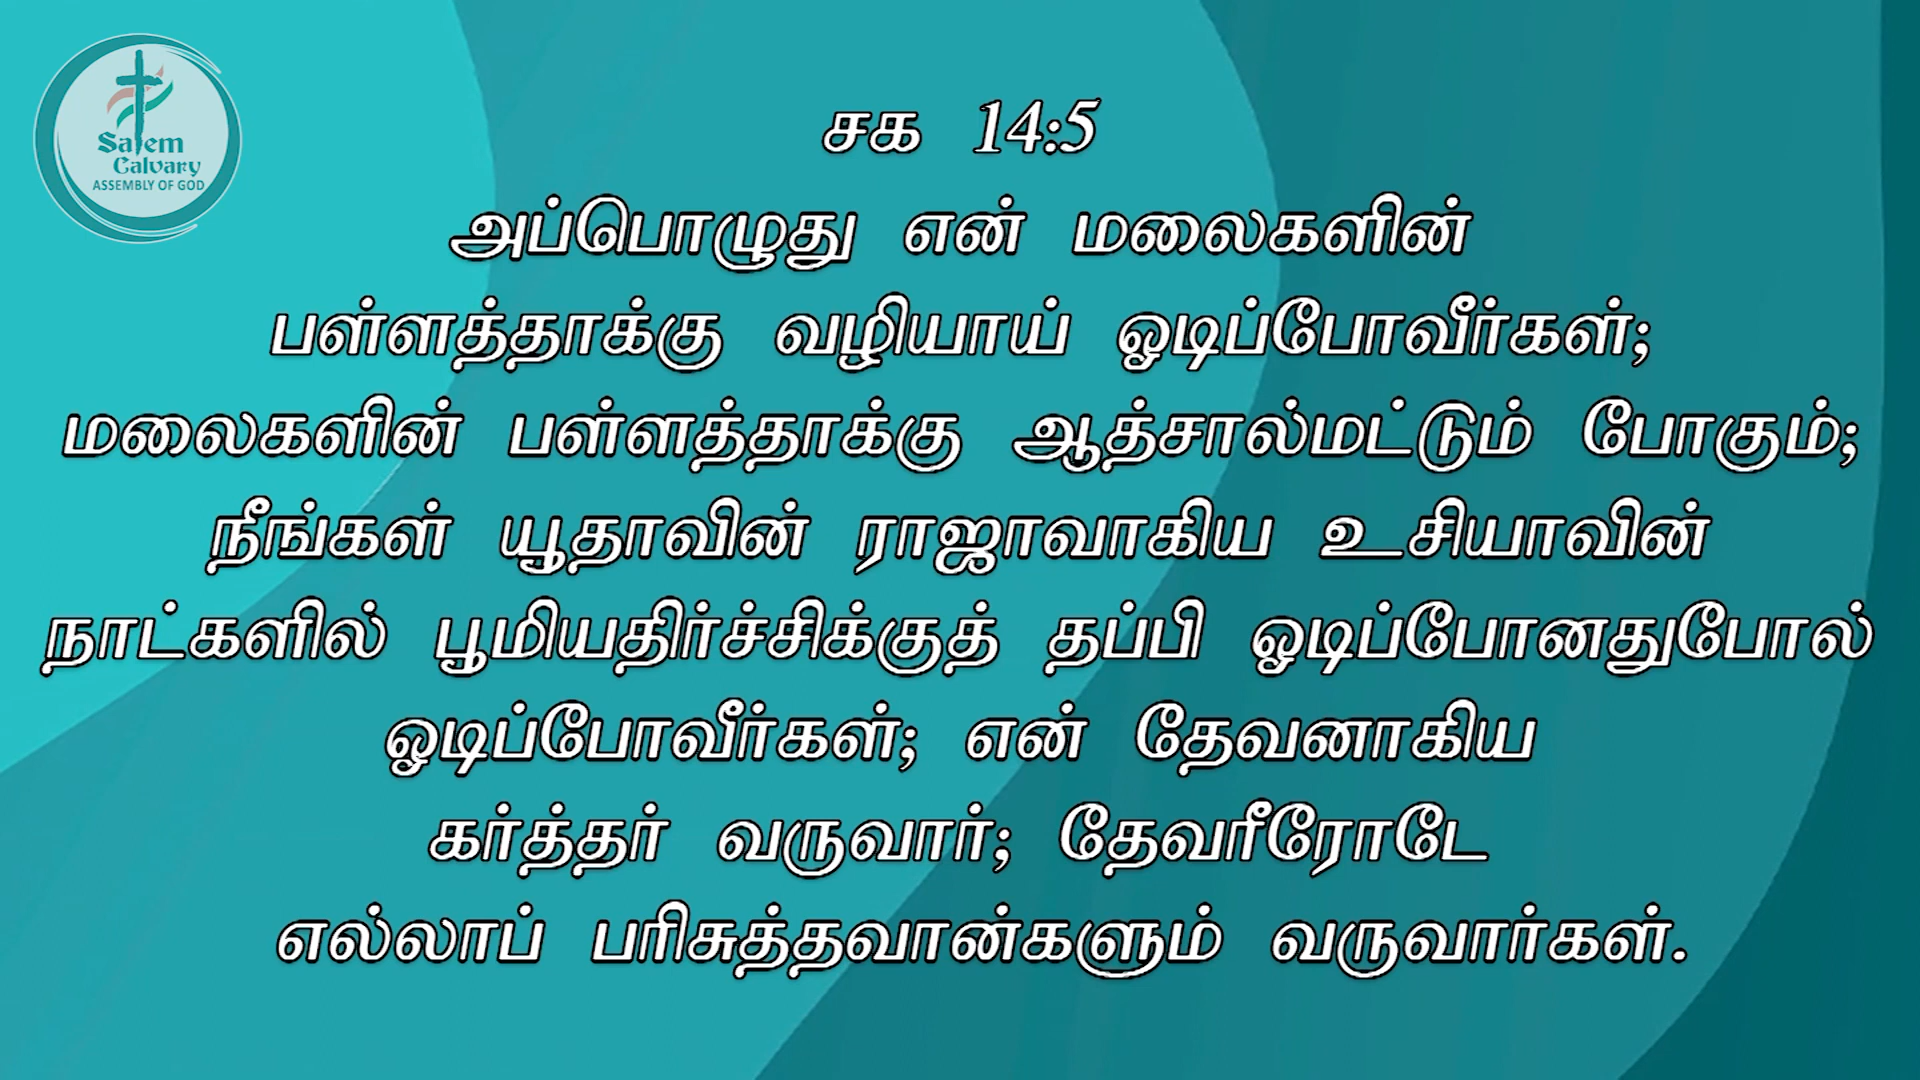 Salem
Calvary
ASSEMBLY OF GOD
சக 14:5
அப்பொழுது என் மலைகளின்
பள்ளத்தாக்கு வழியாய் ஓடிப்போவீர்கள்;
மலைகளின் பள்ளத்தாக்கு ஆத்சால்மட்டும் போகும்;
நீங்கள் யூதாவின் ராஜாவாகிய உசியாவின்
நாட்களில் பூமியதிர்ச்சிக்குத் தப்பி ஓடிப்போனதுபோல்
ஓடிப்போவீர்கள்; என் தேவனாகிய
கர்த்தர் வருவார்; தேவரீரோடே
எல்லாப் பரிசுத்தவான்களும் வருவார்கள்.